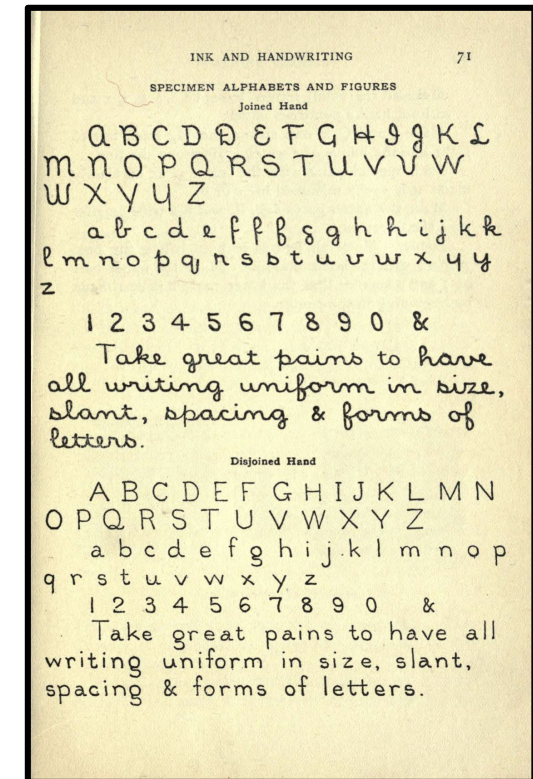 INK AND HANDWRITING 71
SPECIMEN ALPHABETS AND FIGURES
Joined Hand
A B C D D E F G H I J K L
M N O P Q R S T U V V W
W X Y Y Z
a b c d e f f f g g h h i j k k
l m n o p q r s s t u v w x y y
z
1 2 3 4 5 6 7 8 9 0 &
Take great pains to have
all writing uniform in size,
slant, spacing & forms of
letters.
Disjoined Hand
A B C D E F G H I J K L M N
O P Q R S T U V W X Y Z
a b c d e f g h i j k l m n o p
q r s t u v w x y z
1 2 3 4 5 6 7 8 9 0 &
Take great pains to have all
writing uniform in size, slant,
spacing & forms of letters.